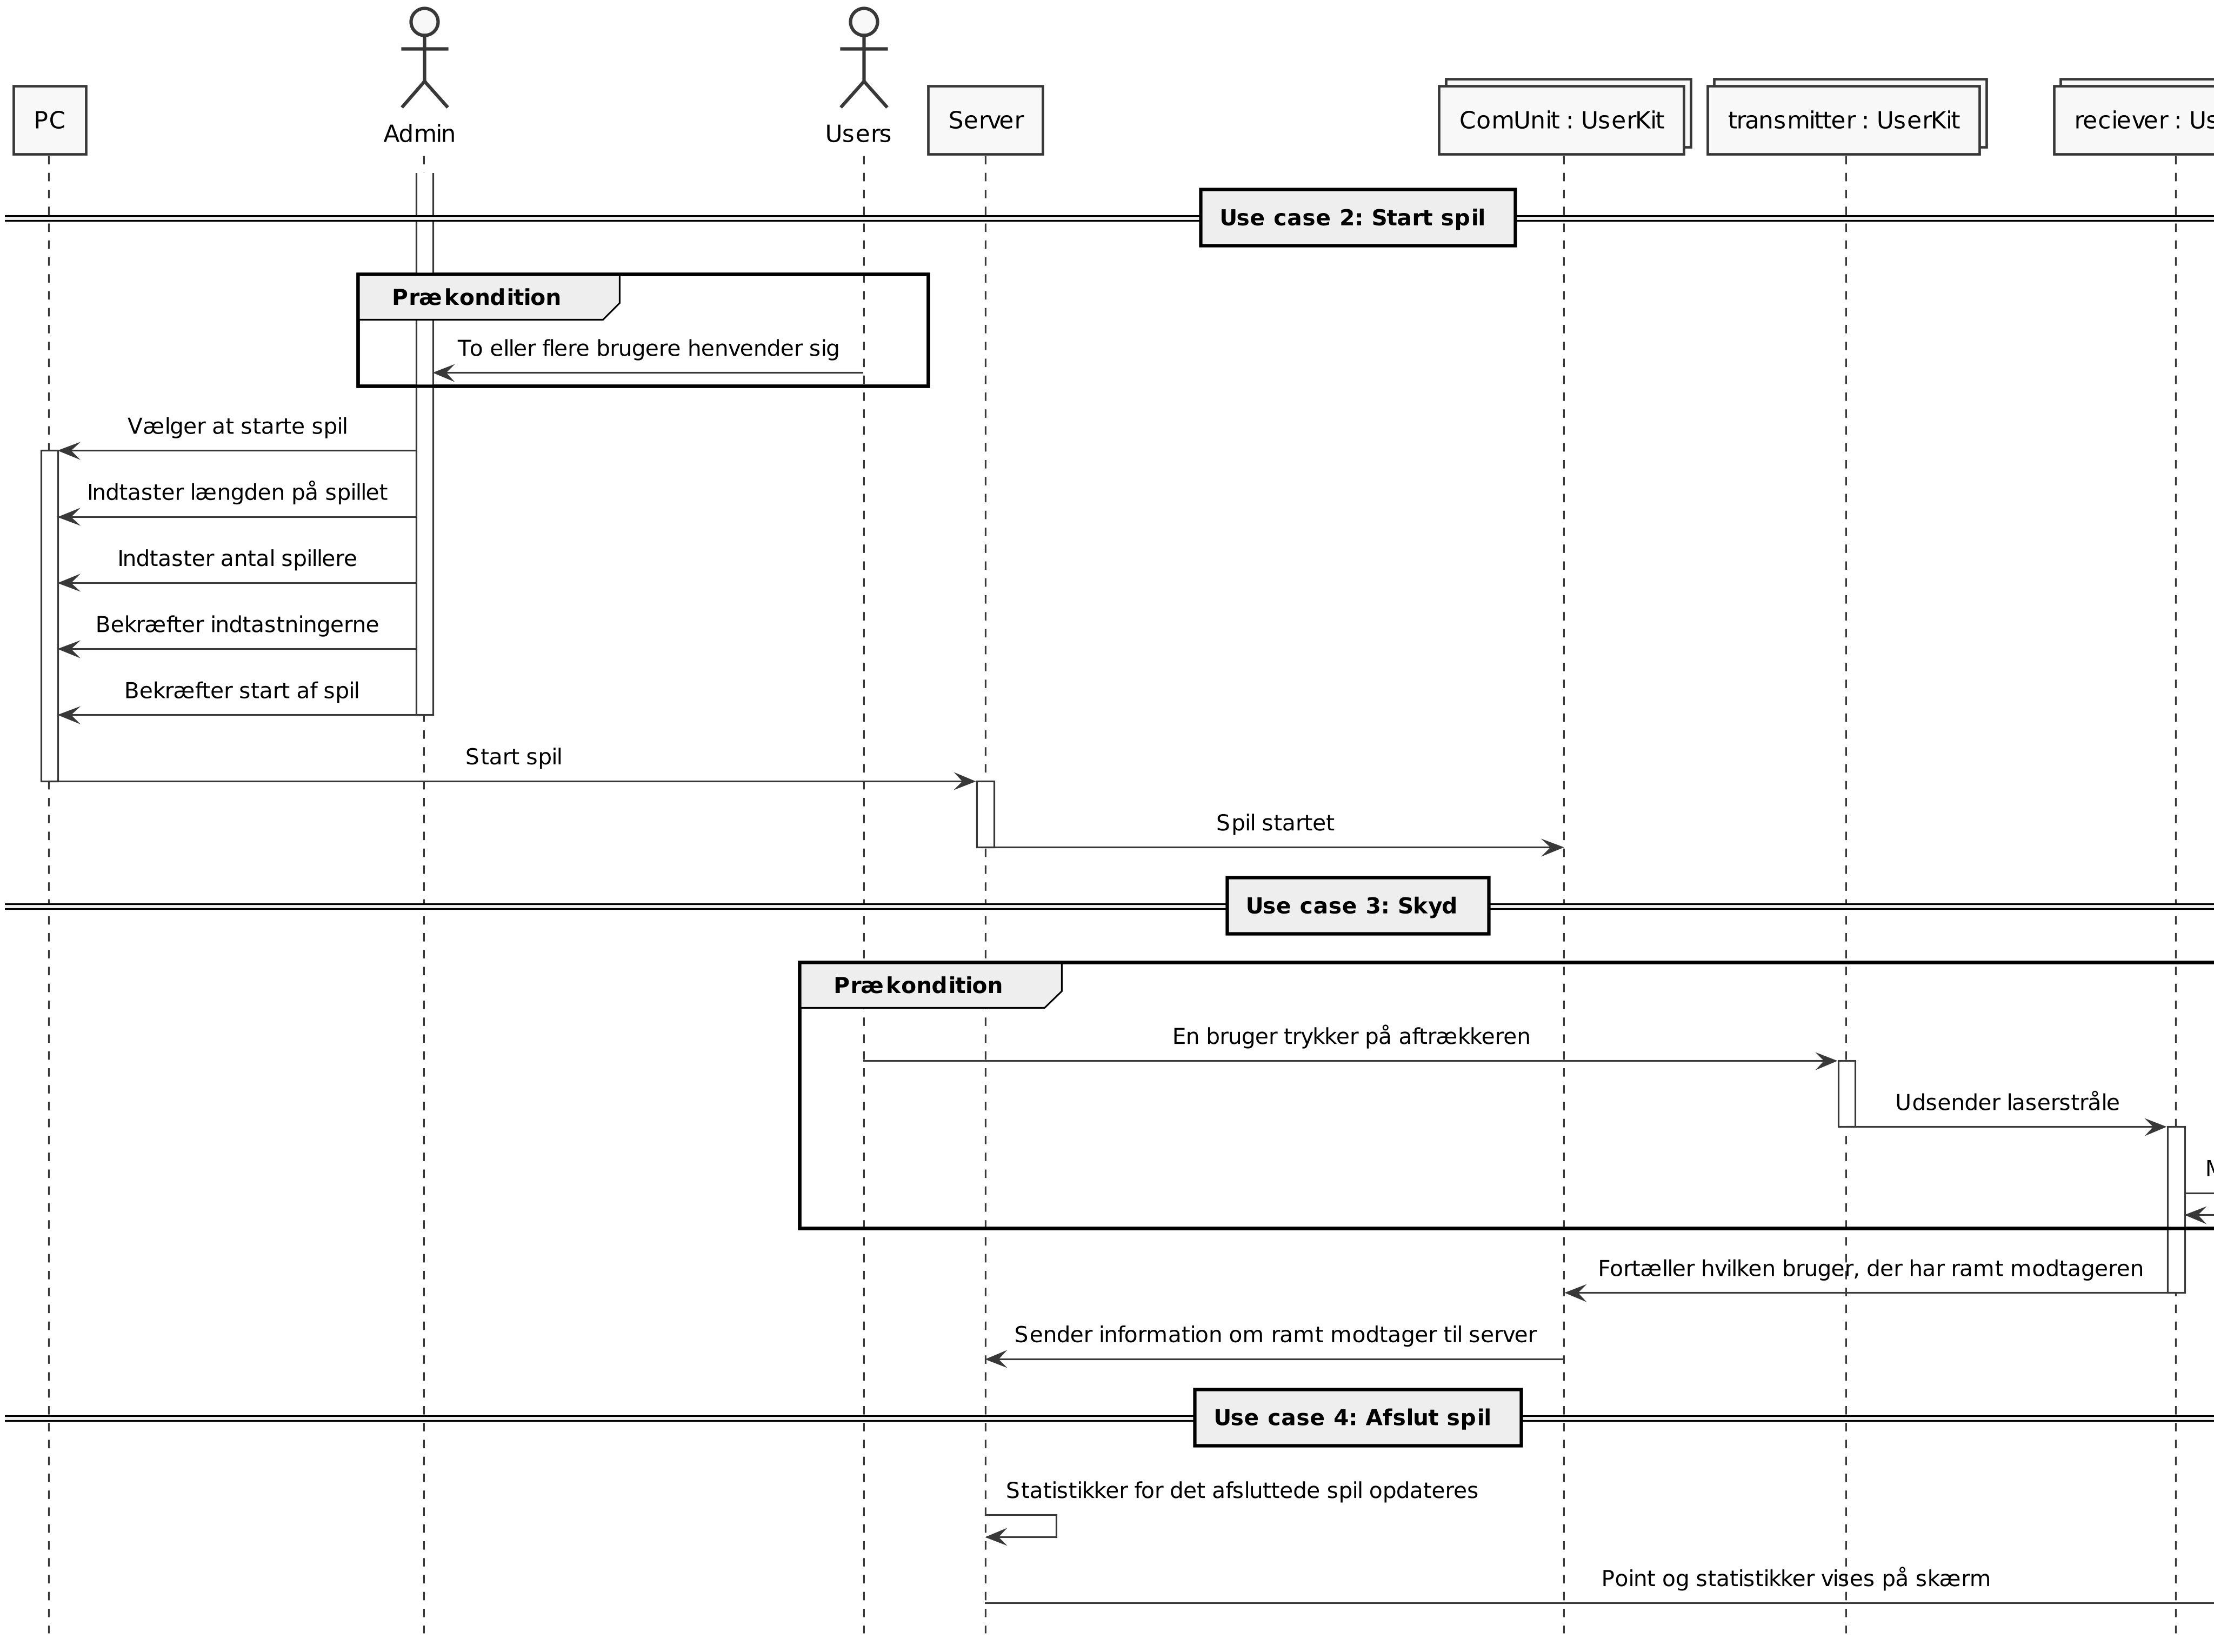 PC
Admin
Users
Server
ComUnit : UserKit
transmitter : UserKit
reciever : Us
Use case 2: Start spil
Prækondition
To eller flere brugere henvender sig
Vælger at starte spil
Indtaster længden på spillet
Indtaster antal spillere
Bekræfter indtastningerne
Bekræfter start af spil
Start spil
Spil startet
Use case 3: Skyd
Prækondition
En bruger trykker på aftrækkeren
Udsender laserstråle
Fortæller hvilken bruger, der har ramt modtageren
Sender information om ramt modtager til server
Use case 4: Afslut spil
Statistikker for det afsluttede spil opdateres
Point og statistikker vises på skærm